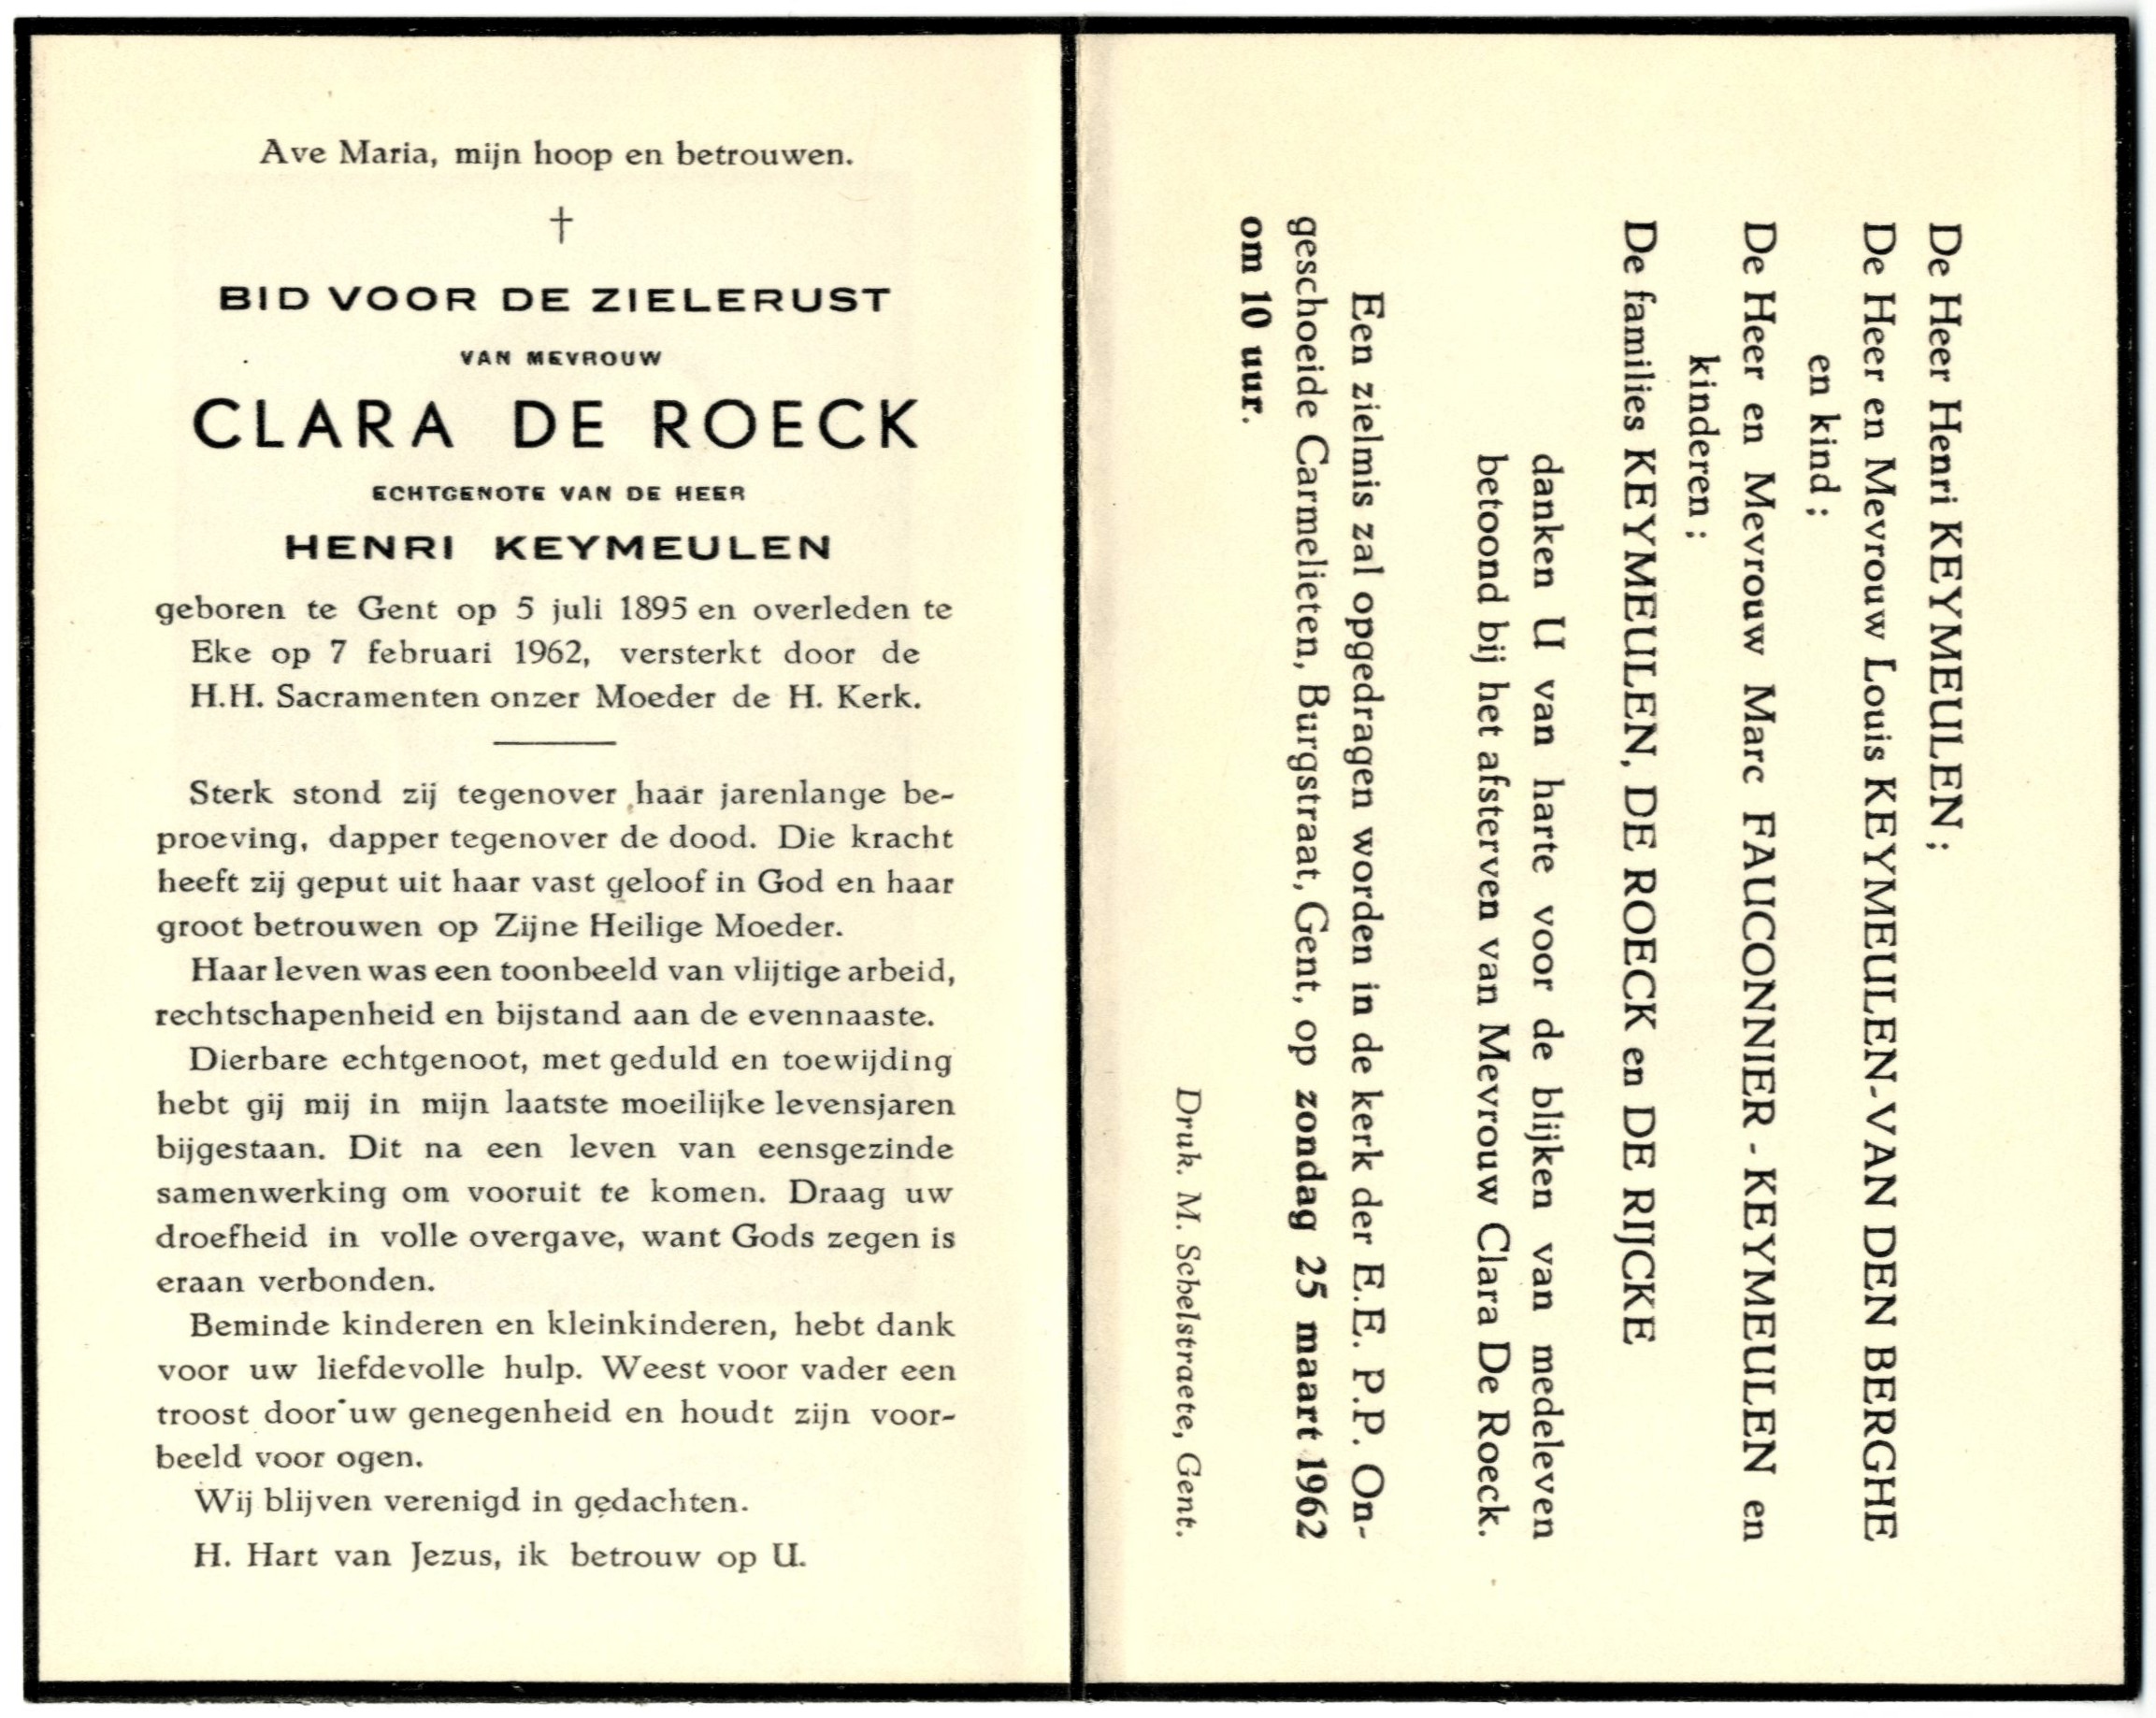 Ave Maria, mijn hoop en betrouwen.
†
BID VOOR DE ZIELERUST
VAN MEVROUW
CLARA DE ROECK
ECHTGENOTE VAN DE HEER
HENRI KEYMEULEN
geboren te Gent op 5 juli 1895 en overleden te
Eke op 7 februari 1962, versterkt door de
H.H. Sacramenten onzer Moeder de H. Kerk.
Sterk stond zij tegenover haar jarenlange be-
proeving, dapper tegenover de dood. Die kracht
heeft zij geput uit haar vast geloof in God en haar
groot betrouwen op Zijne Heilige Moeder.
Haar leven was een toonbeeld van vlijtige arbeid,
rechtschapenheid en bijstand aan de evennaaste.
Dierbare echtgenoot, met geduld en toewijding
hebt gij mij in mijn laatste moeilijke levensjaren
bijgestaan. Dit na een leven van eensgezinde
samenwerking om vooruit te komen. Draag uw
droefheid in volle overgave, want Gods zegen is
eraan verbonden.
Beminde kinderen en kleinkinderen, hebt dank
voor uw liefdevolle hulp. Weest voor vader een
troost door uw genegenheid en houdt zijn voor-
beeld voor ogen.
Wij blijven verenigd in gedachten.
H. Hart van Jezus, ik betrouw op U.
De Heer Henri KEYMEULEN ;
De Heer en Mevrouw Louis KEYMEULEN-VAN DEN BERGHE
en kind ;
De Heer en Mevrouw Marc FAUCONNIER - KEYMEULEN en
kinderen ;
De families KEYMEULEN, DE ROECK en DE RIJCKE
danken U van harte voor de blijken van medeleven
betoond bij het afsterven van Mevrouw Clara De Roeck.
Een zielmis zal opgedragen worden in de kerk der E.E. P.P. On-
geschoeide Carmelieten, Burgstraat, Gent, op zondag 25 maart 1962
om 10 uur.
Druk. M. Schelstraete, Gent.